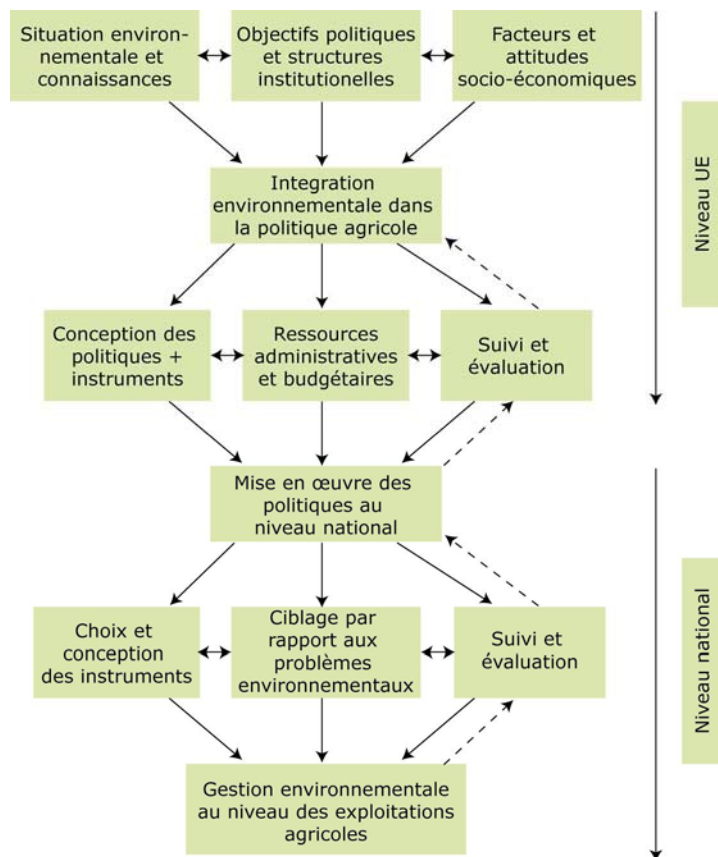 Situation environ-
nementale et
connaissances
Objectifs politiques
et structures
institutionelles
Facteurs et
attitudes
socio-économiques
Integration
environnementale dans
la politique agricole
Niveau UE
Conception des
politiques +
instruments
Ressources
administratives
et budgétaires
Suivi et
évaluation
Mise en œuvre des
politiques au
niveau national
Choix et
conception
des instruments
Ciblage par
rapport aux
problèmes
environnementaux
Suivi et
évaluation
Niveau national
Gestion environnementale
au niveau des exploitations
agricoles